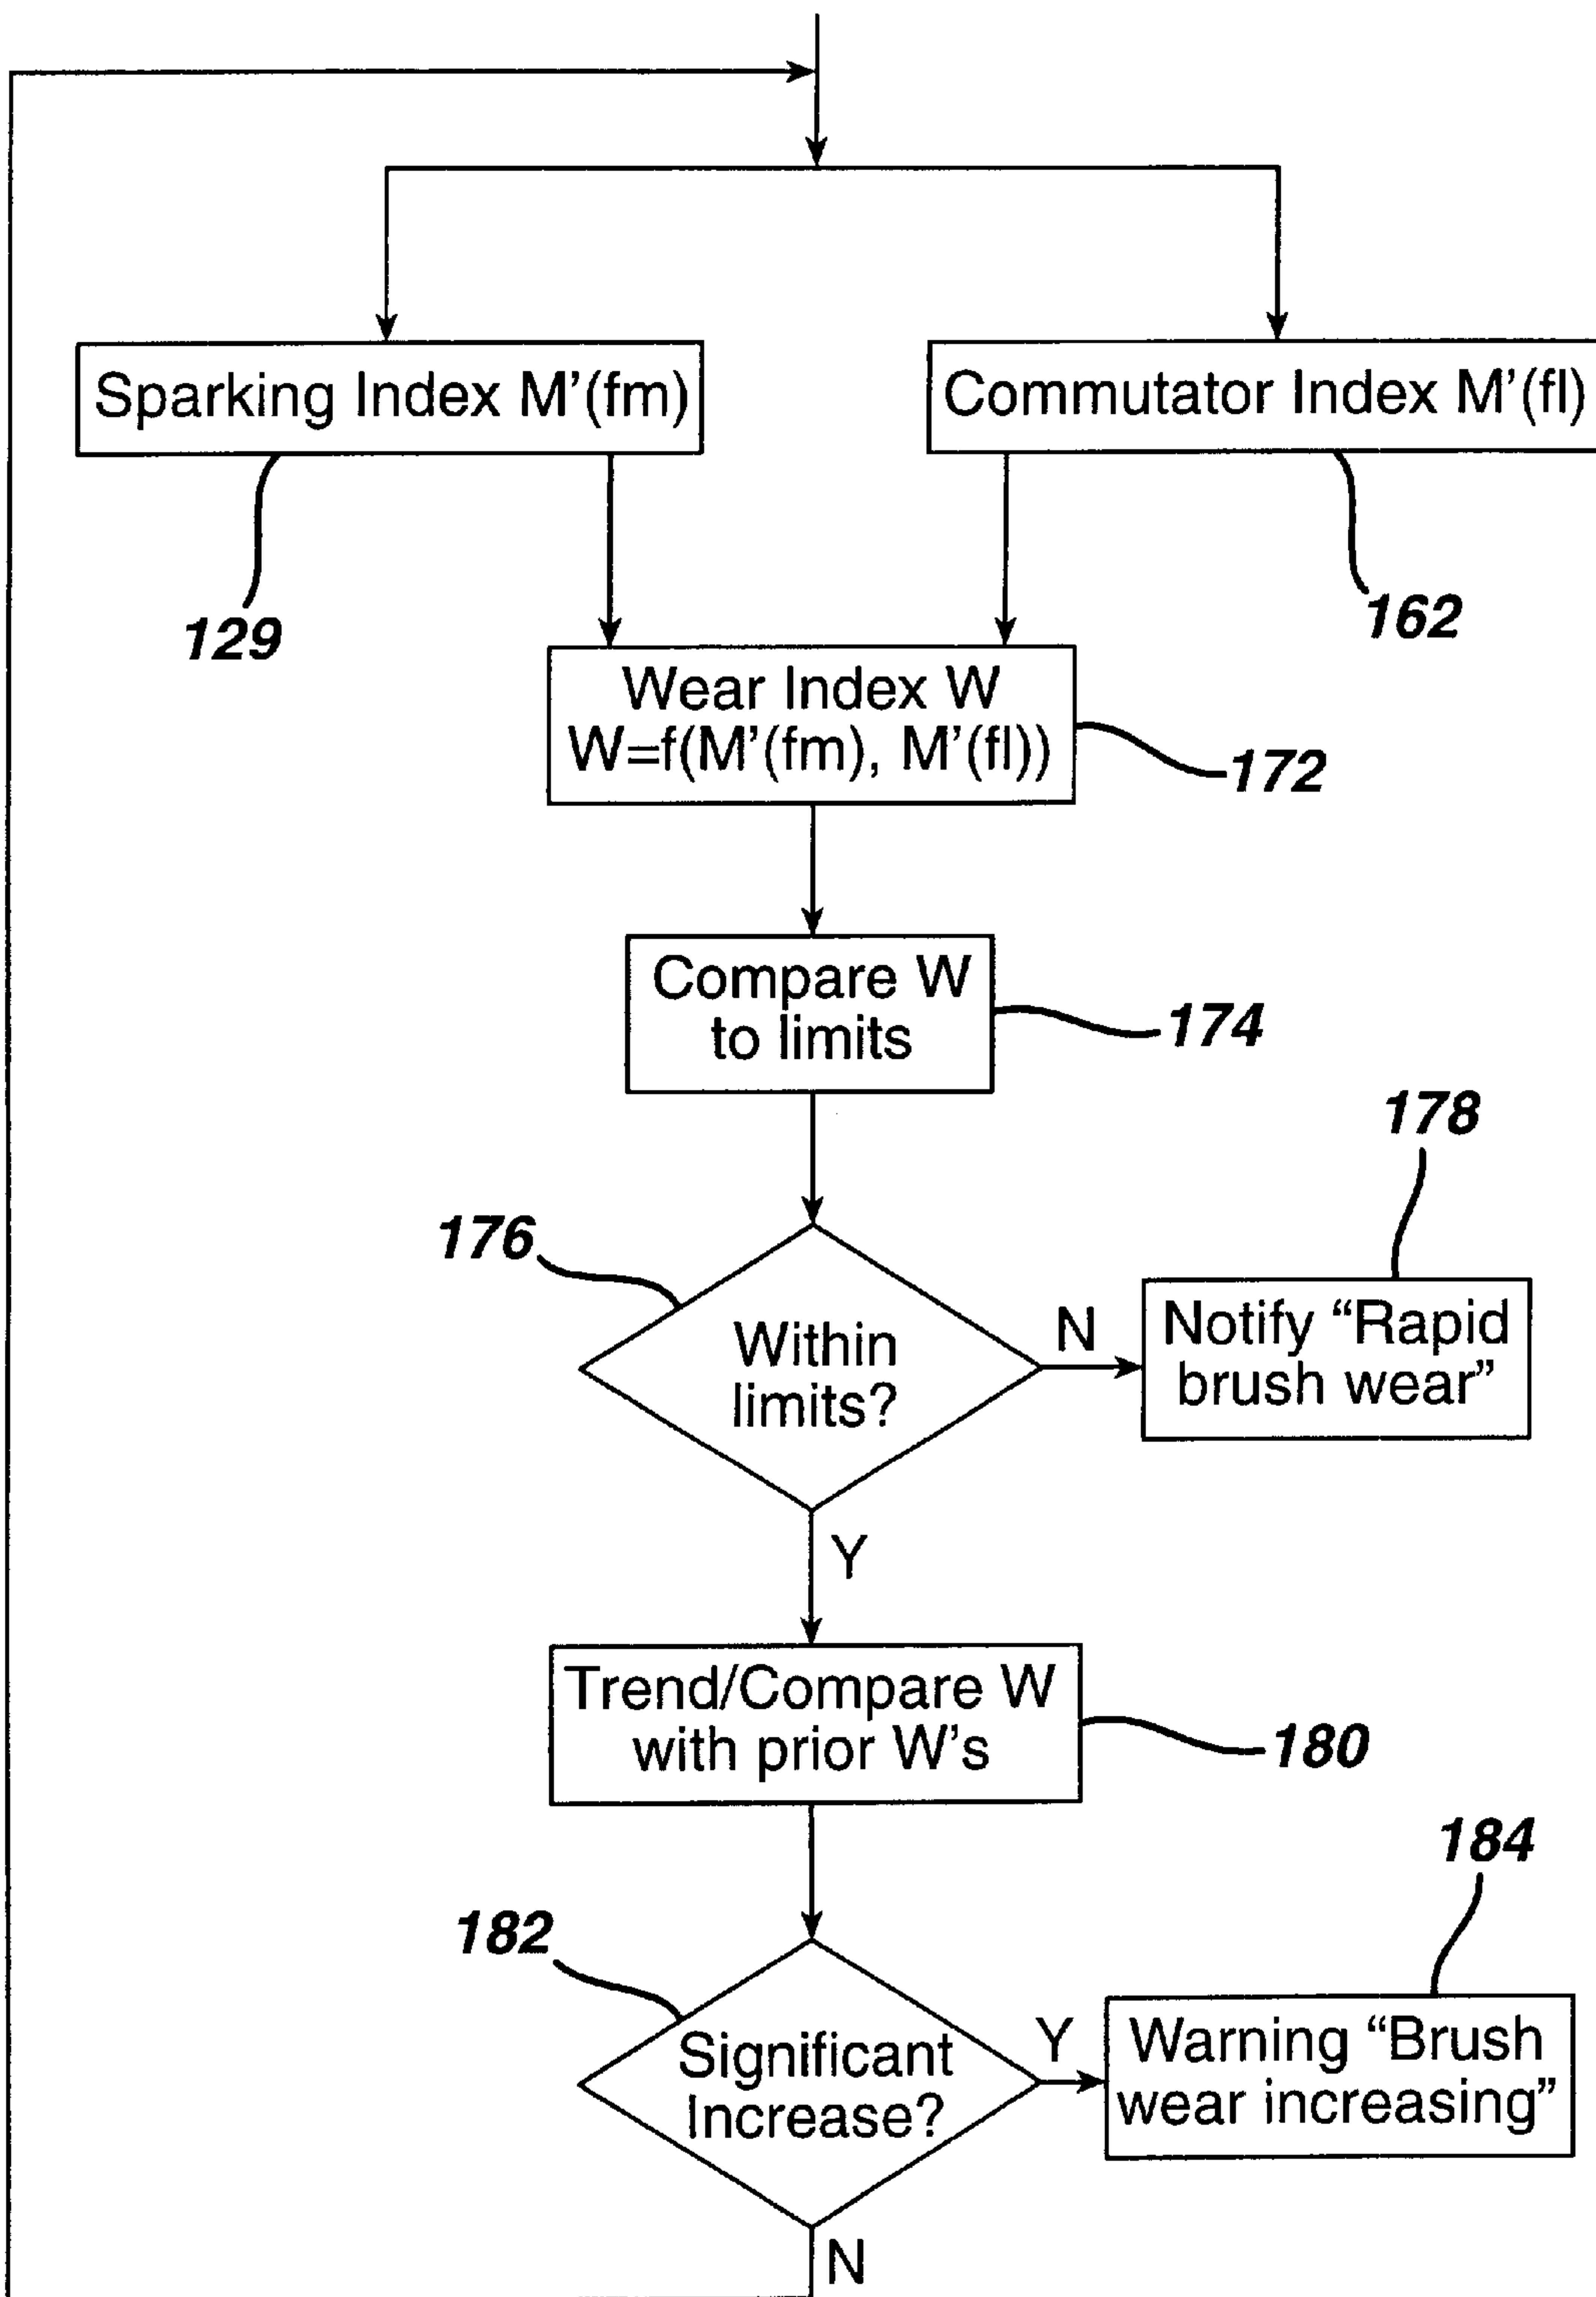 Sparking Index M'(fm)
Commutator Index M'(fl)
129
162
Wear Index W
W=f(M'(fm), M'(fl))
172
Compare W
to limits
174
178
176
Within
limits?
N
Notify “Rapid
brush wear”
Y
Trend/Compare W
with prior W's
180
184
182
Significant
Increase?
Y
Warning “Brush
wear increasing”
N